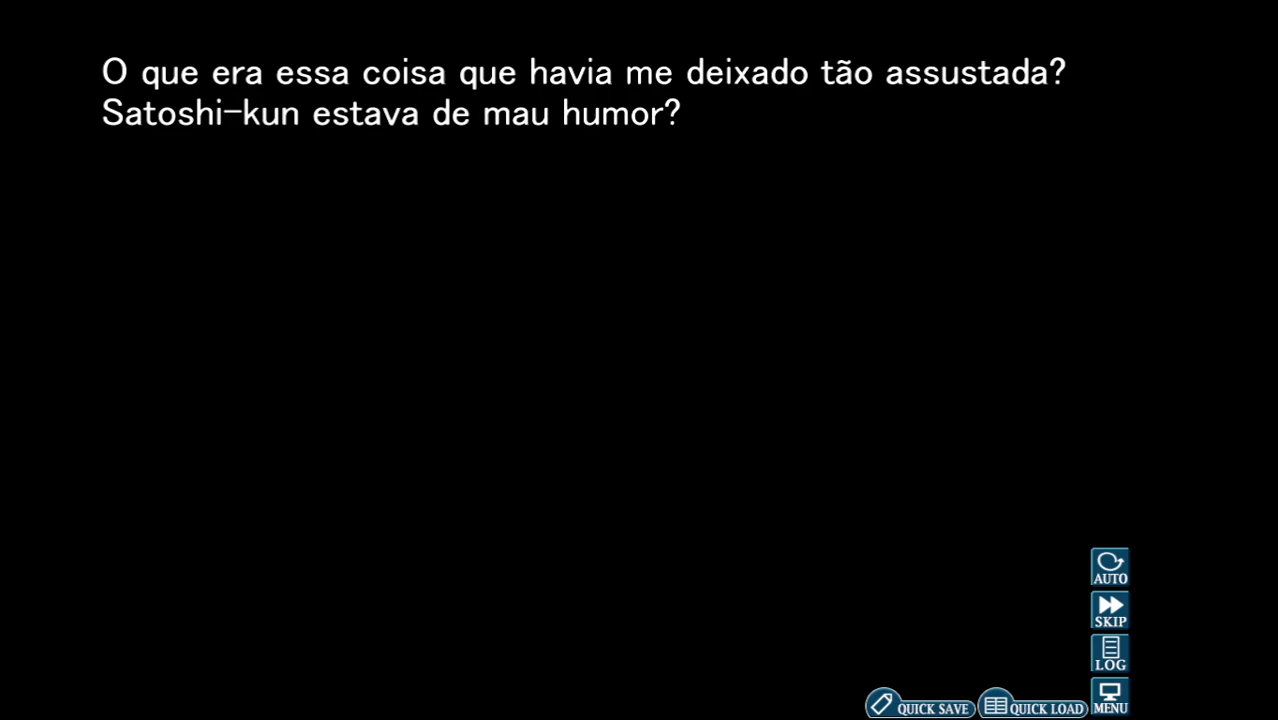 O que era essa coisa que havia me deixado tão assustada?
Satoshi-kun estava de mau humor?
AUTO
SKIP
LOG
MENU
QUICK SAVE
QUICK LOAD